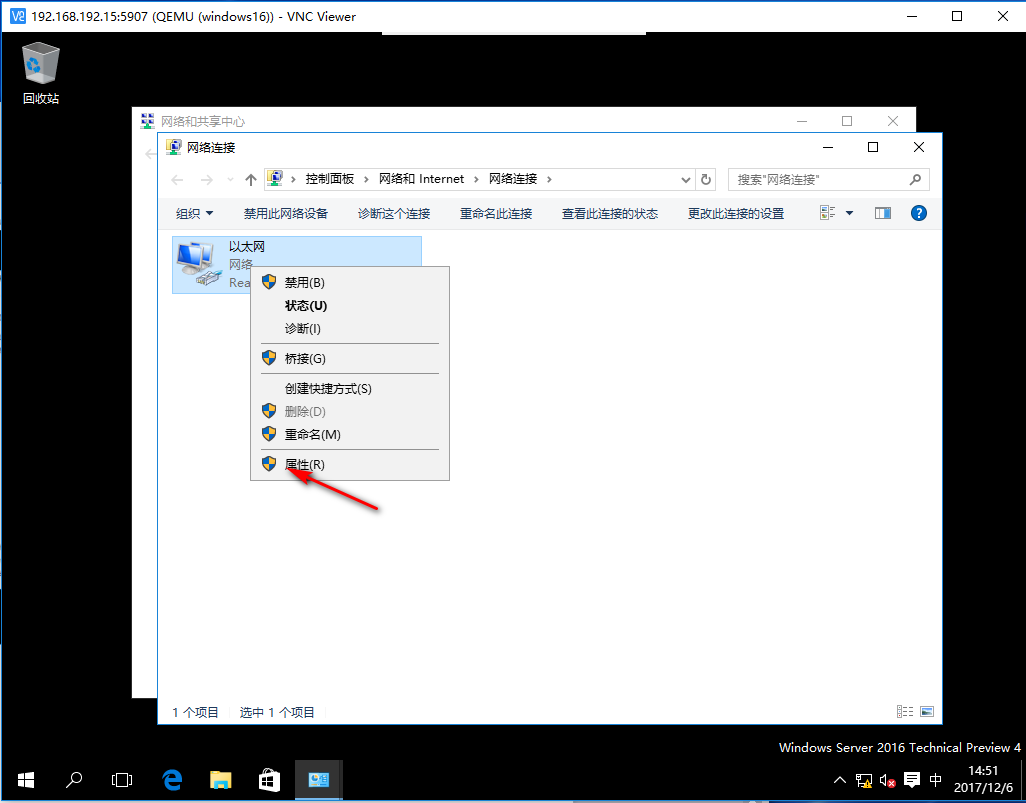 192.168.192.15:5907 (QEMU (windows16)) - VNC Viewer
回收站
网络和共享中心
网络连接
控制面板 网络和 Internet 网络连接
搜索"网络连接"
组织 禁用此网络设备 诊断这个连接 重命名此连接 查看此连接的状态 更改此连接的设置
以太网
网络
Rea
禁用(B)
状态(U)
诊断(I)
桥接(G)
创建快捷方式(S)
删除(D)
重命名(M)
属性(R)
1 个项目 选中 1 个项目
Windows Server 2016 Technical Preview 4
中
14:51
2017/12/6